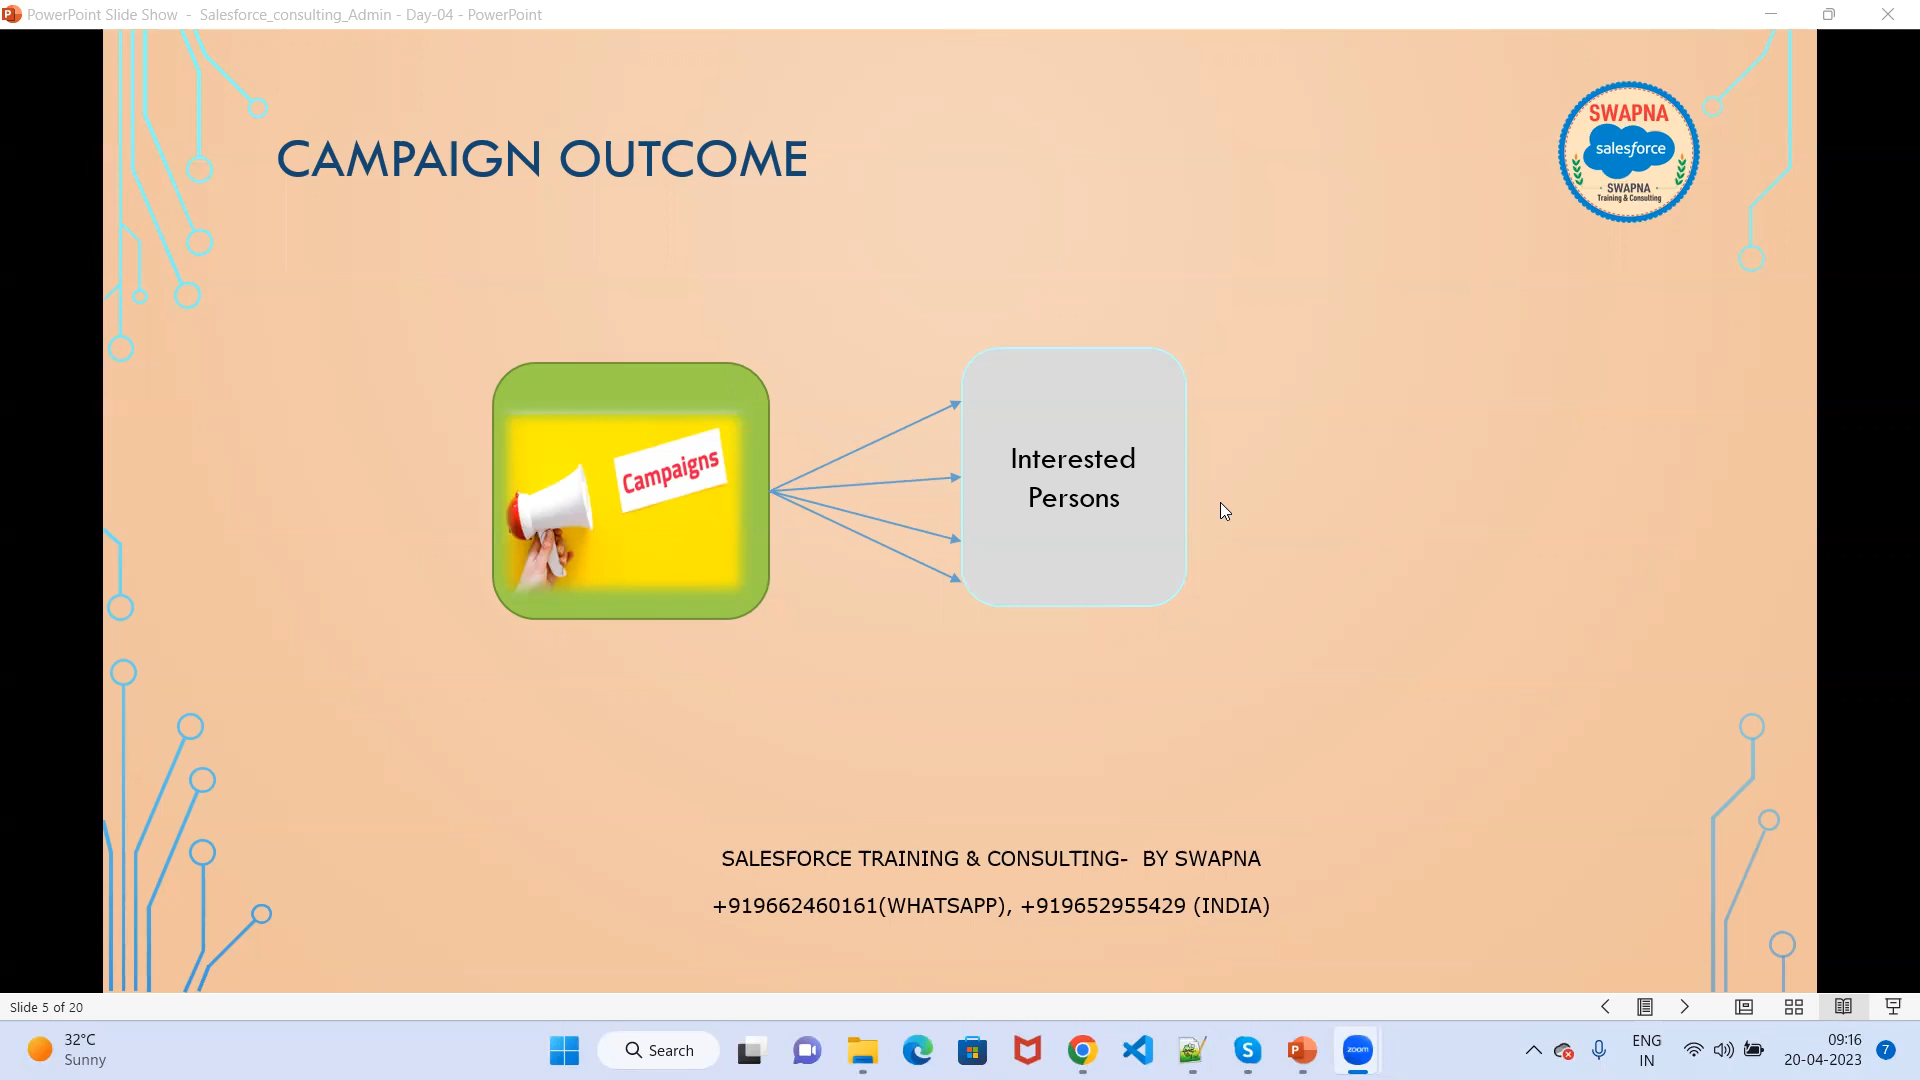 PowerPoint Slide Show - Salesforce_consulting_Admin - Day-04 - PowerPoint
CAMPAIGN OUTCOME
SWAPNA
salesforce
SWAPNA
Training & Consulting
Campaigns
Interested
Persons
SALESFORCE TRAINING & CONSULTING- BY SWAPNA
+919662460161(WHATSAPP), +919652955429 (INDIA)
Slide 5 of 20
32°C
Sunny
Search
zoom
ENG
IN
09:16
20-04-2023
7